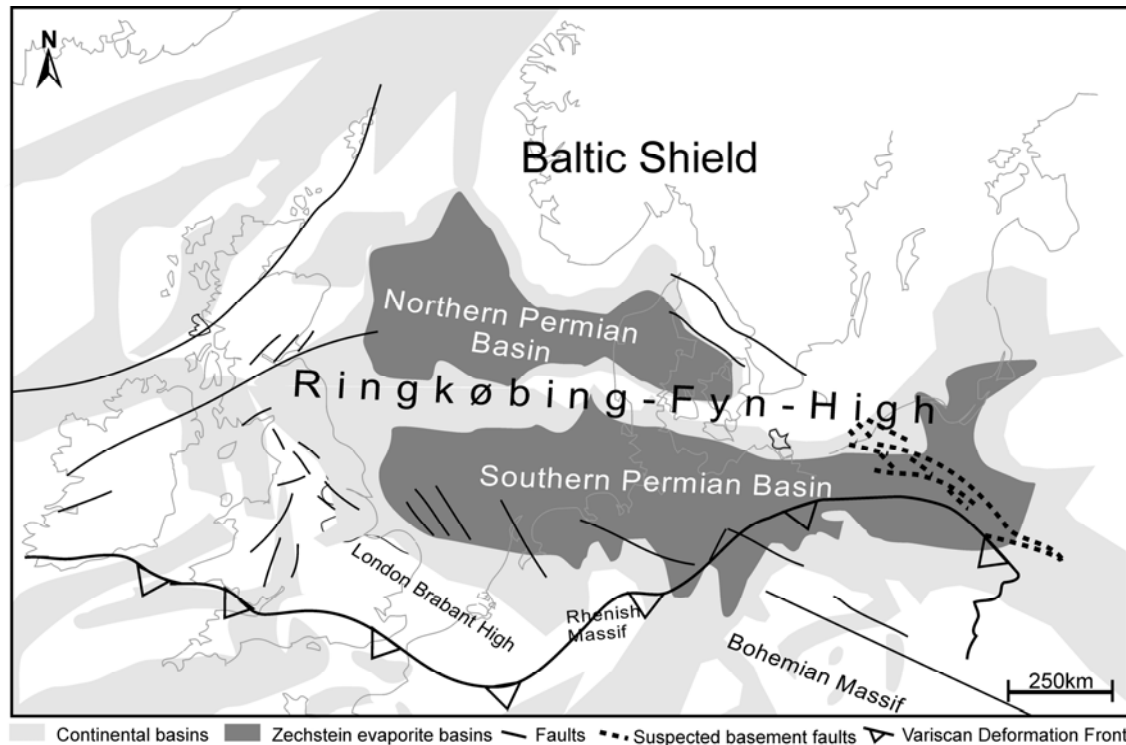 N
Baltic Shield
Northern Permian
Basin
Ringkøbing-Fyn-High
Southern Permian Basin
London Brabant High
Rhenish
Massif
Bohemian Massif
250km
Continental basins Zechstein evaporite basins Faults Suspected basement faults Variscan Deformation Front